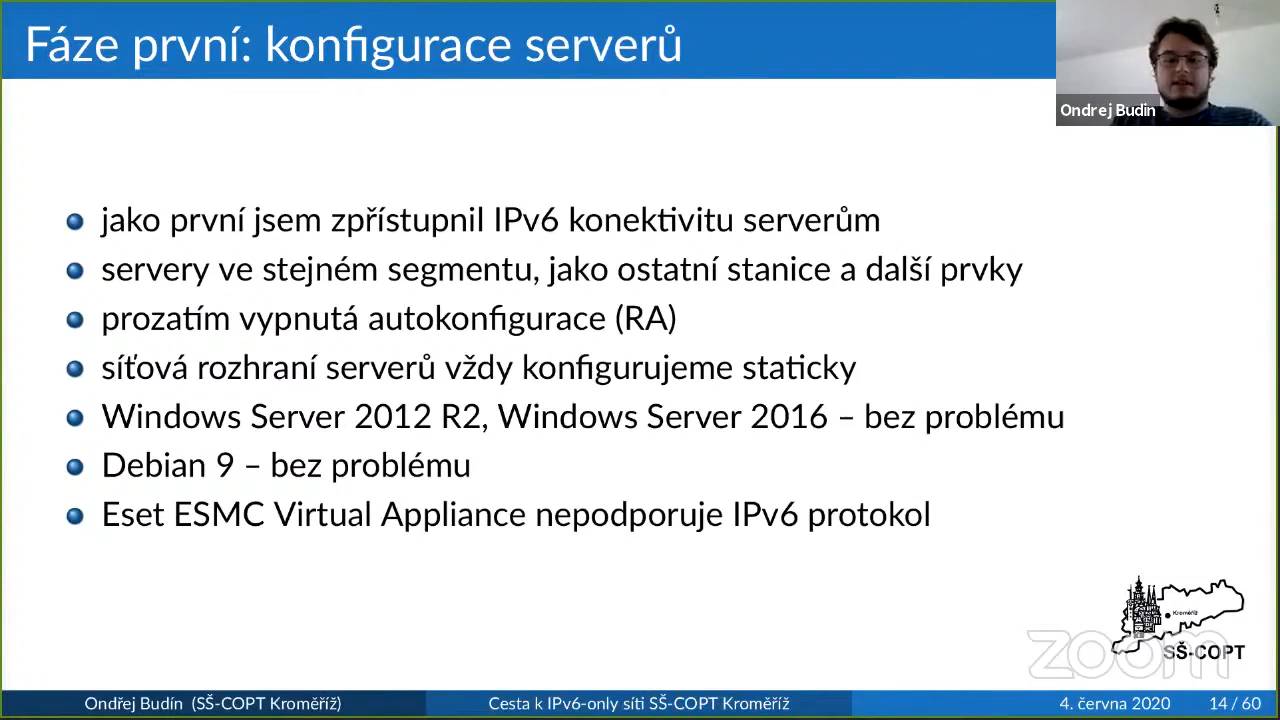 Fáze první: konfigurace serverů
Ondrej Budin
jako první jsem zpřístupnil IPv6 konektivitu serverům
servery ve stejném segmentu, jako ostatní stanice a další prvky
prozatím vypnutá autokonfigurace (RA)
síťová rozhraní serverů vždy konfigurujeme staticky
Windows Server 2012 R2, Windows Server 2016 – bez problému
Debian 9 – bez problému
Eset ESMC Virtual Appliance nepodporuje IPv6 protokol
Kroměříž
zoom
SŠ-COPT
Ondřej Budín (SŠ-COPT Kroměříž) Cesta k IPv6-only síti SŠ-COPT Kroměříž 4. června 2020 14 / 60